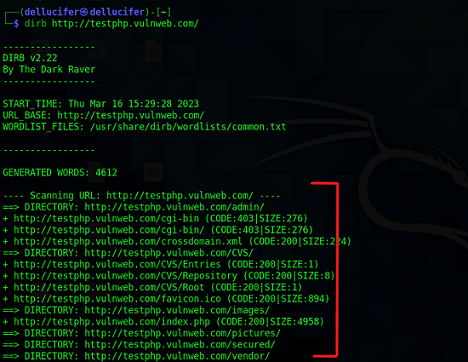 ┌──(dellucifer㉿dellucifer)-[~]
└─$ dirb http://testphp.vulnweb.com/
-----------------
DIRB v2.22
By The Dark Raver
-----------------
START_TIME: Thu Mar 16 15:29:28 2023
URL_BASE: http://testphp.vulnweb.com/
WORDLIST_FILES: /usr/share/dirb/wordlists/common.txt
-----------------
GENERATED WORDS: 4612
---- Scanning URL: http://testphp.vulnweb.com/ ----
==> DIRECTORY: http://testphp.vulnweb.com/admin/
+ http://testphp.vulnweb.com/cgi-bin (CODE:403|SIZE:276)
+ http://testphp.vulnweb.com/cgi-bin/ (CODE:403|SIZE:276)
+ http://testphp.vulnweb.com/crossdomain.xml (CODE:200|SIZE:224)
==> DIRECTORY: http://testphp.vulnweb.com/CVS/
+ http://testphp.vulnweb.com/CVS/Entries (CODE:200|SIZE:1)
+ http://testphp.vulnweb.com/CVS/Repository (CODE:200|SIZE:8)
+ http://testphp.vulnweb.com/CVS/Root (CODE:200|SIZE:1)
+ http://testphp.vulnweb.com/favicon.ico (CODE:200|SIZE:894)
==> DIRECTORY: http://testphp.vulnweb.com/images/
+ http://testphp.vulnweb.com/index.php (CODE:200|SIZE:4958)
==> DIRECTORY: http://testphp.vulnweb.com/pictures/
==> DIRECTORY: http://testphp.vulnweb.com/secured/
==> DIRECTORY: http://testphp.vulnweb.com/vendor/